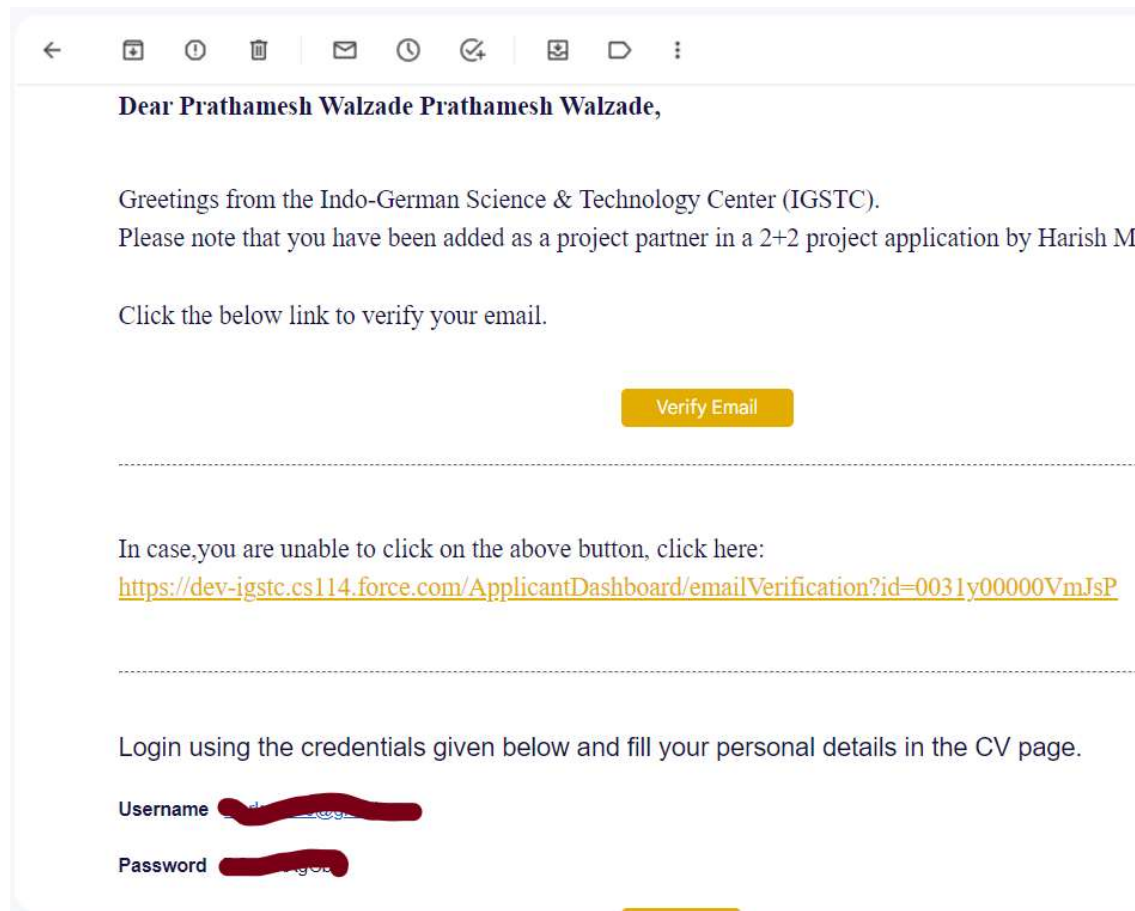 Dear Prathamesh Walzade Prathamesh Walzade,
Greetings from the Indo-German Science & Technology Center (IGSTC).
Please note that you have been added as a project partner in a 2+2 project application by Harish M
Click the below link to verify your email.
Verify Email
In case,you are unable to click on the above button, click here:
https://dev-igstc.cs114.force.com/ApplicantDashboard/emailVerification?id=0031y00000VmJsP
Login using the credentials given below and fill your personal details in the CV page.
Username
Password